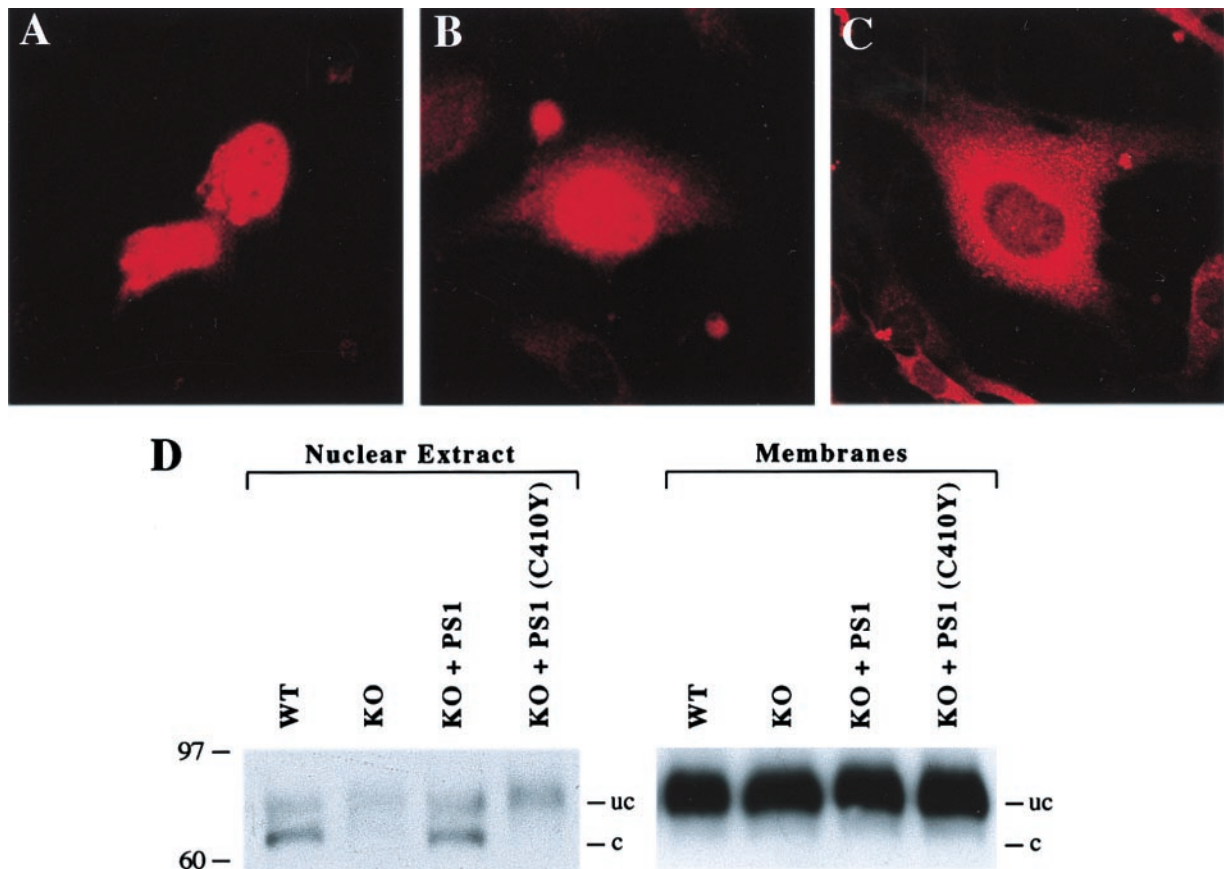 A
B
C
D
Nuclear Extract
Membranes
WT
KO
KO + PS1
KO + PS1 (C410Y)
WT
KO
KO + PS1
KO + PS1 (C410Y)
97 –
60 –
– uc
– c
– uc
– c